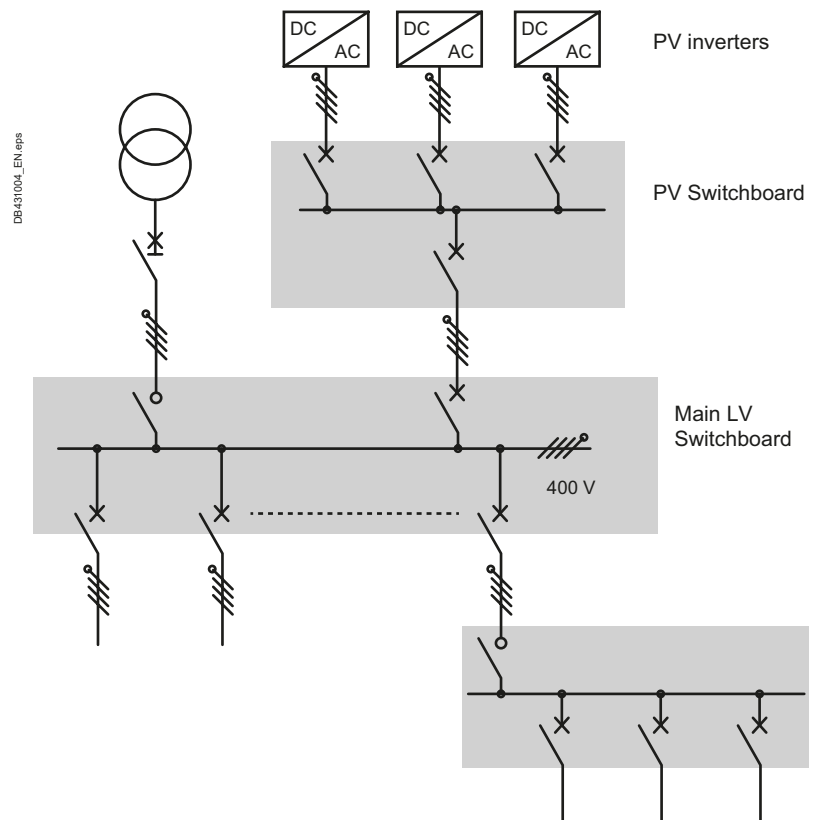 DC
AC
DC
AC
DC
AC
PV inverters
DB431004_EN.eps
PV Switchboard
Main LV
Switchboard
400 V